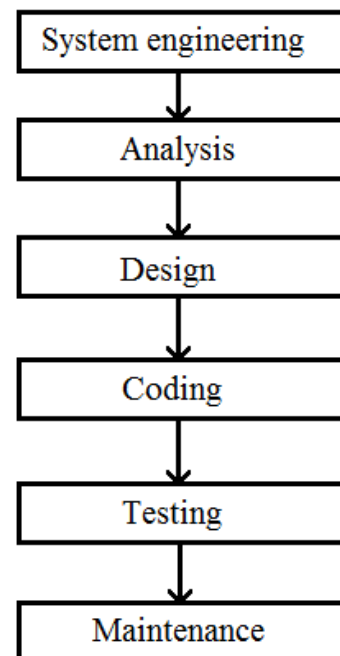 System engineering
Analysis
Design
Coding
Testing
Maintenance